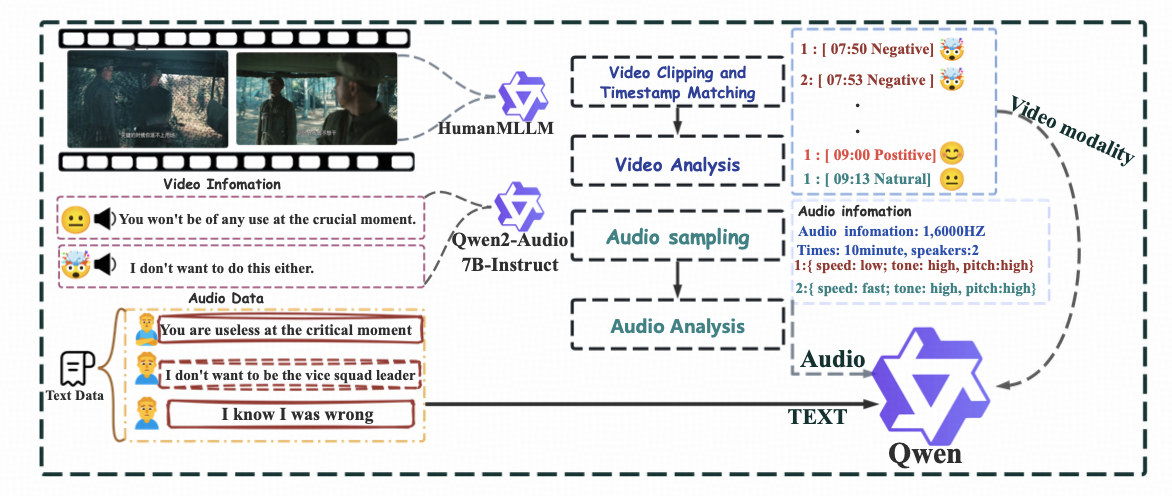 HumanMLLM
Video Infomation
You won't be of any use at the crucial moment.
I don't want to do this either.
Audio Data
Qwen2-Audio
7B-Instruct
Text Data
You are useless at the critical moment
I don't want to be the vice squad leader
I know I was wrong
Video Clipping and
Timestamp Matching
Video Analysis
Audio sampling
Audio Analysis
1 : [ 07:50 Negative]
2: [ 07:53 Negative ]
.
.
1 : [ 09:00 Postitive]
1 : [ 09:13 Natural]
Video modality
Audio infomation
Audio infomation: 1,6000HZ
Times: 10minute, speakers:2
1:{ speed: low; tone: high, pitch:high}
2:{ speed: fast; tone: high, pitch:high}
Audio
TEXT
Qwen